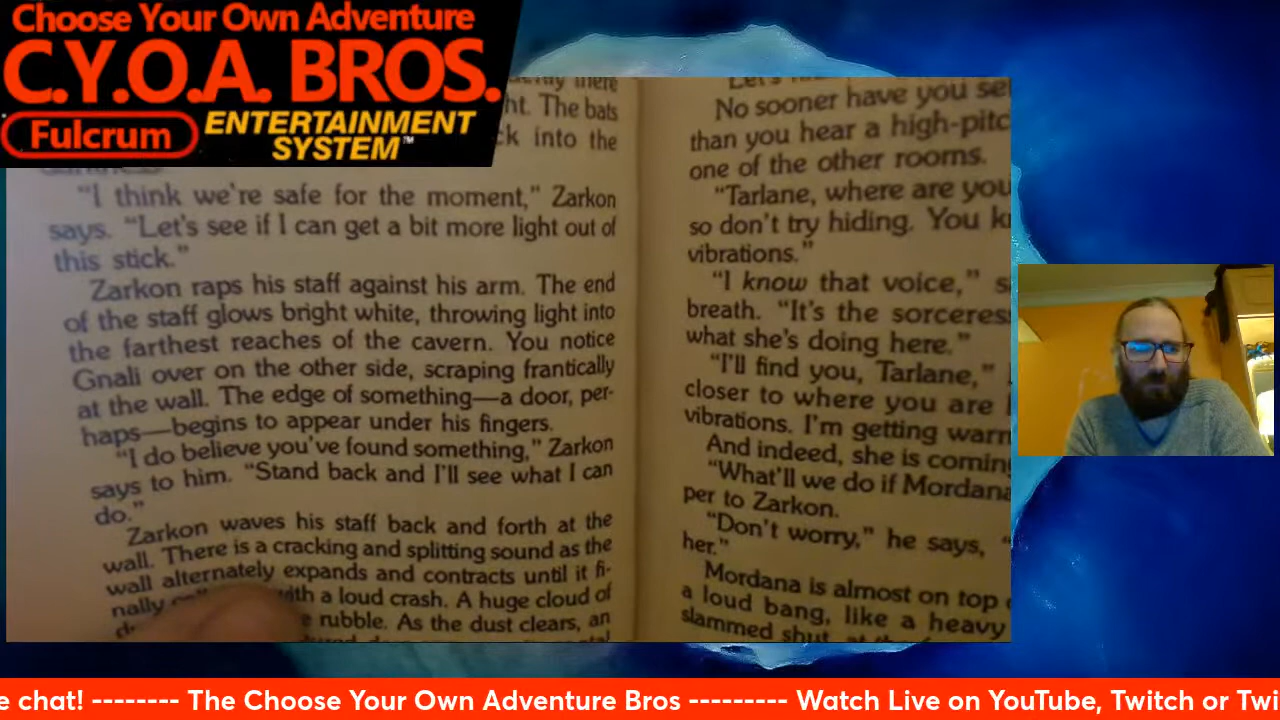 Choose Your Own Adventure
C.Y.O.A. BROS.
Fulcrum
ENTERTAINMENT
SYSTEM™
there
ht. The bats
ck into the
"I think we're safe for the moment," Zarkon
says. "Let's see if I can get a bit more light out of
this stick."
Zarkon raps his staff against his arm. The end
of the staff glows bright white, throwing light into
the farthest reaches of the cavern. You notice
Gnali over on the other side, scraping frantically
at the wall. The edge of something—a door, per-
haps—begins to appear under his fingers.
"I do believe you've found something," Zarkon
says to him. "Stand back and I'll see what I can
do."
Zarkon waves his staff back and forth at the
wall. There is a cracking and splitting sound as the
wall alternately expands and contracts until it fi-
nally with a loud crash. A huge cloud of
rubble. As the dust clears, an
No sooner have you se
than you hear a high-pitc
one of the other rooms.
"Tarlane, where are you
so don't try hiding. You k
vibrations."
"I know that voice," s
breath. "It's the sorceres
what she's doing here."
"I'll find you, Tarlane,"
closer to where you are
vibrations. I'm getting warm
And indeed, she is coming
"What'll we do if Mordana
per to Zarkon.
"Don't worry," he says, "
her."
Mordana is almost on top
a loud bang, like a heavy
slammed shut,
e chat! -------- The Choose Your Own Adventure Bros --------- Watch Live on YouTube, Twitch or Twi